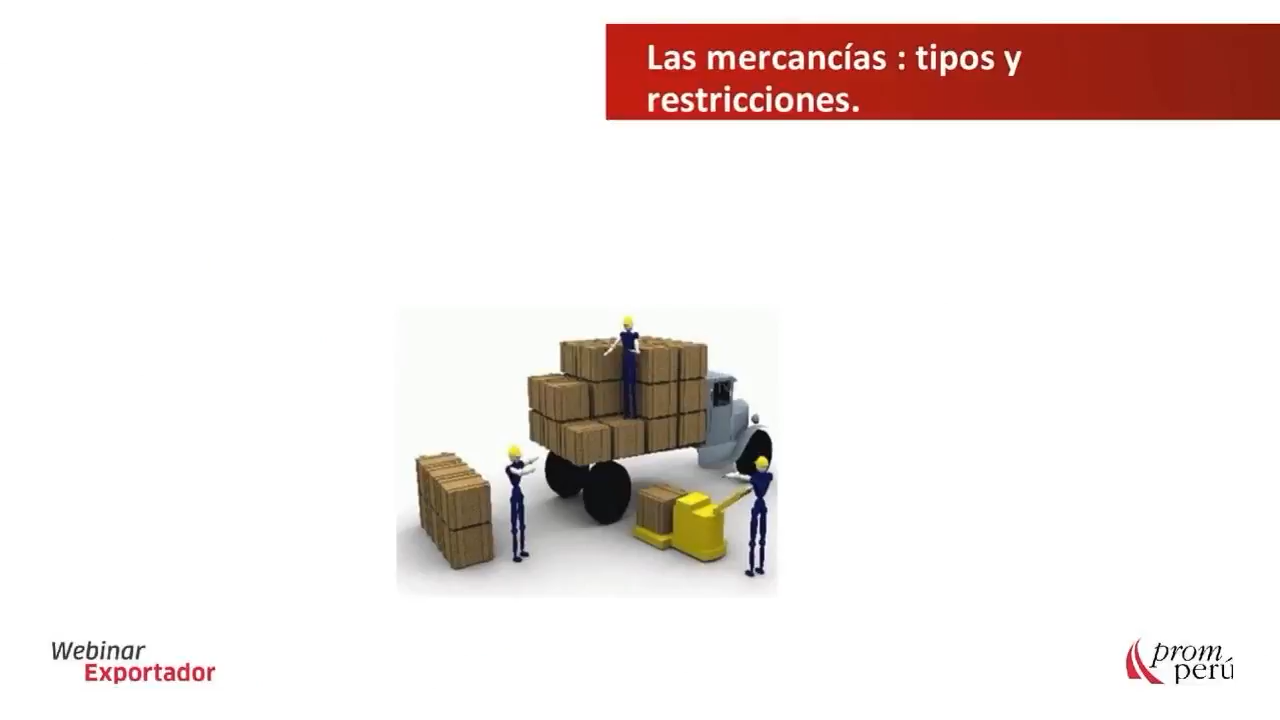 Las mercancías : tipos y
restricciones.
Webinar
Exportador
prom
perú